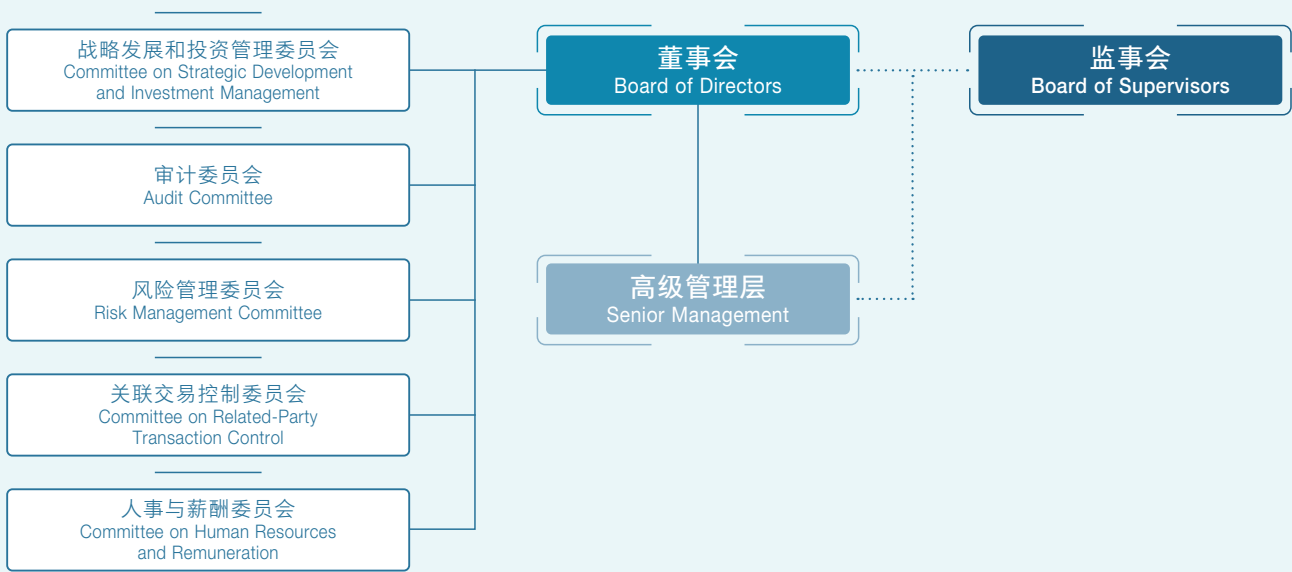 战略发展和投资管理委员会
Committee on Strategic Development
and Investment Management
审计委员会
Audit Committee
风险管理委员会
Risk Management Committee
关联交易控制委员会
Committee on Related-Party
Transaction Control
人事与薪酬委员会
Committee on Human Resources
and Remuneration
董事会
Board of Directors
高级管理层
Senior Management
监事会
Board of Supervisors